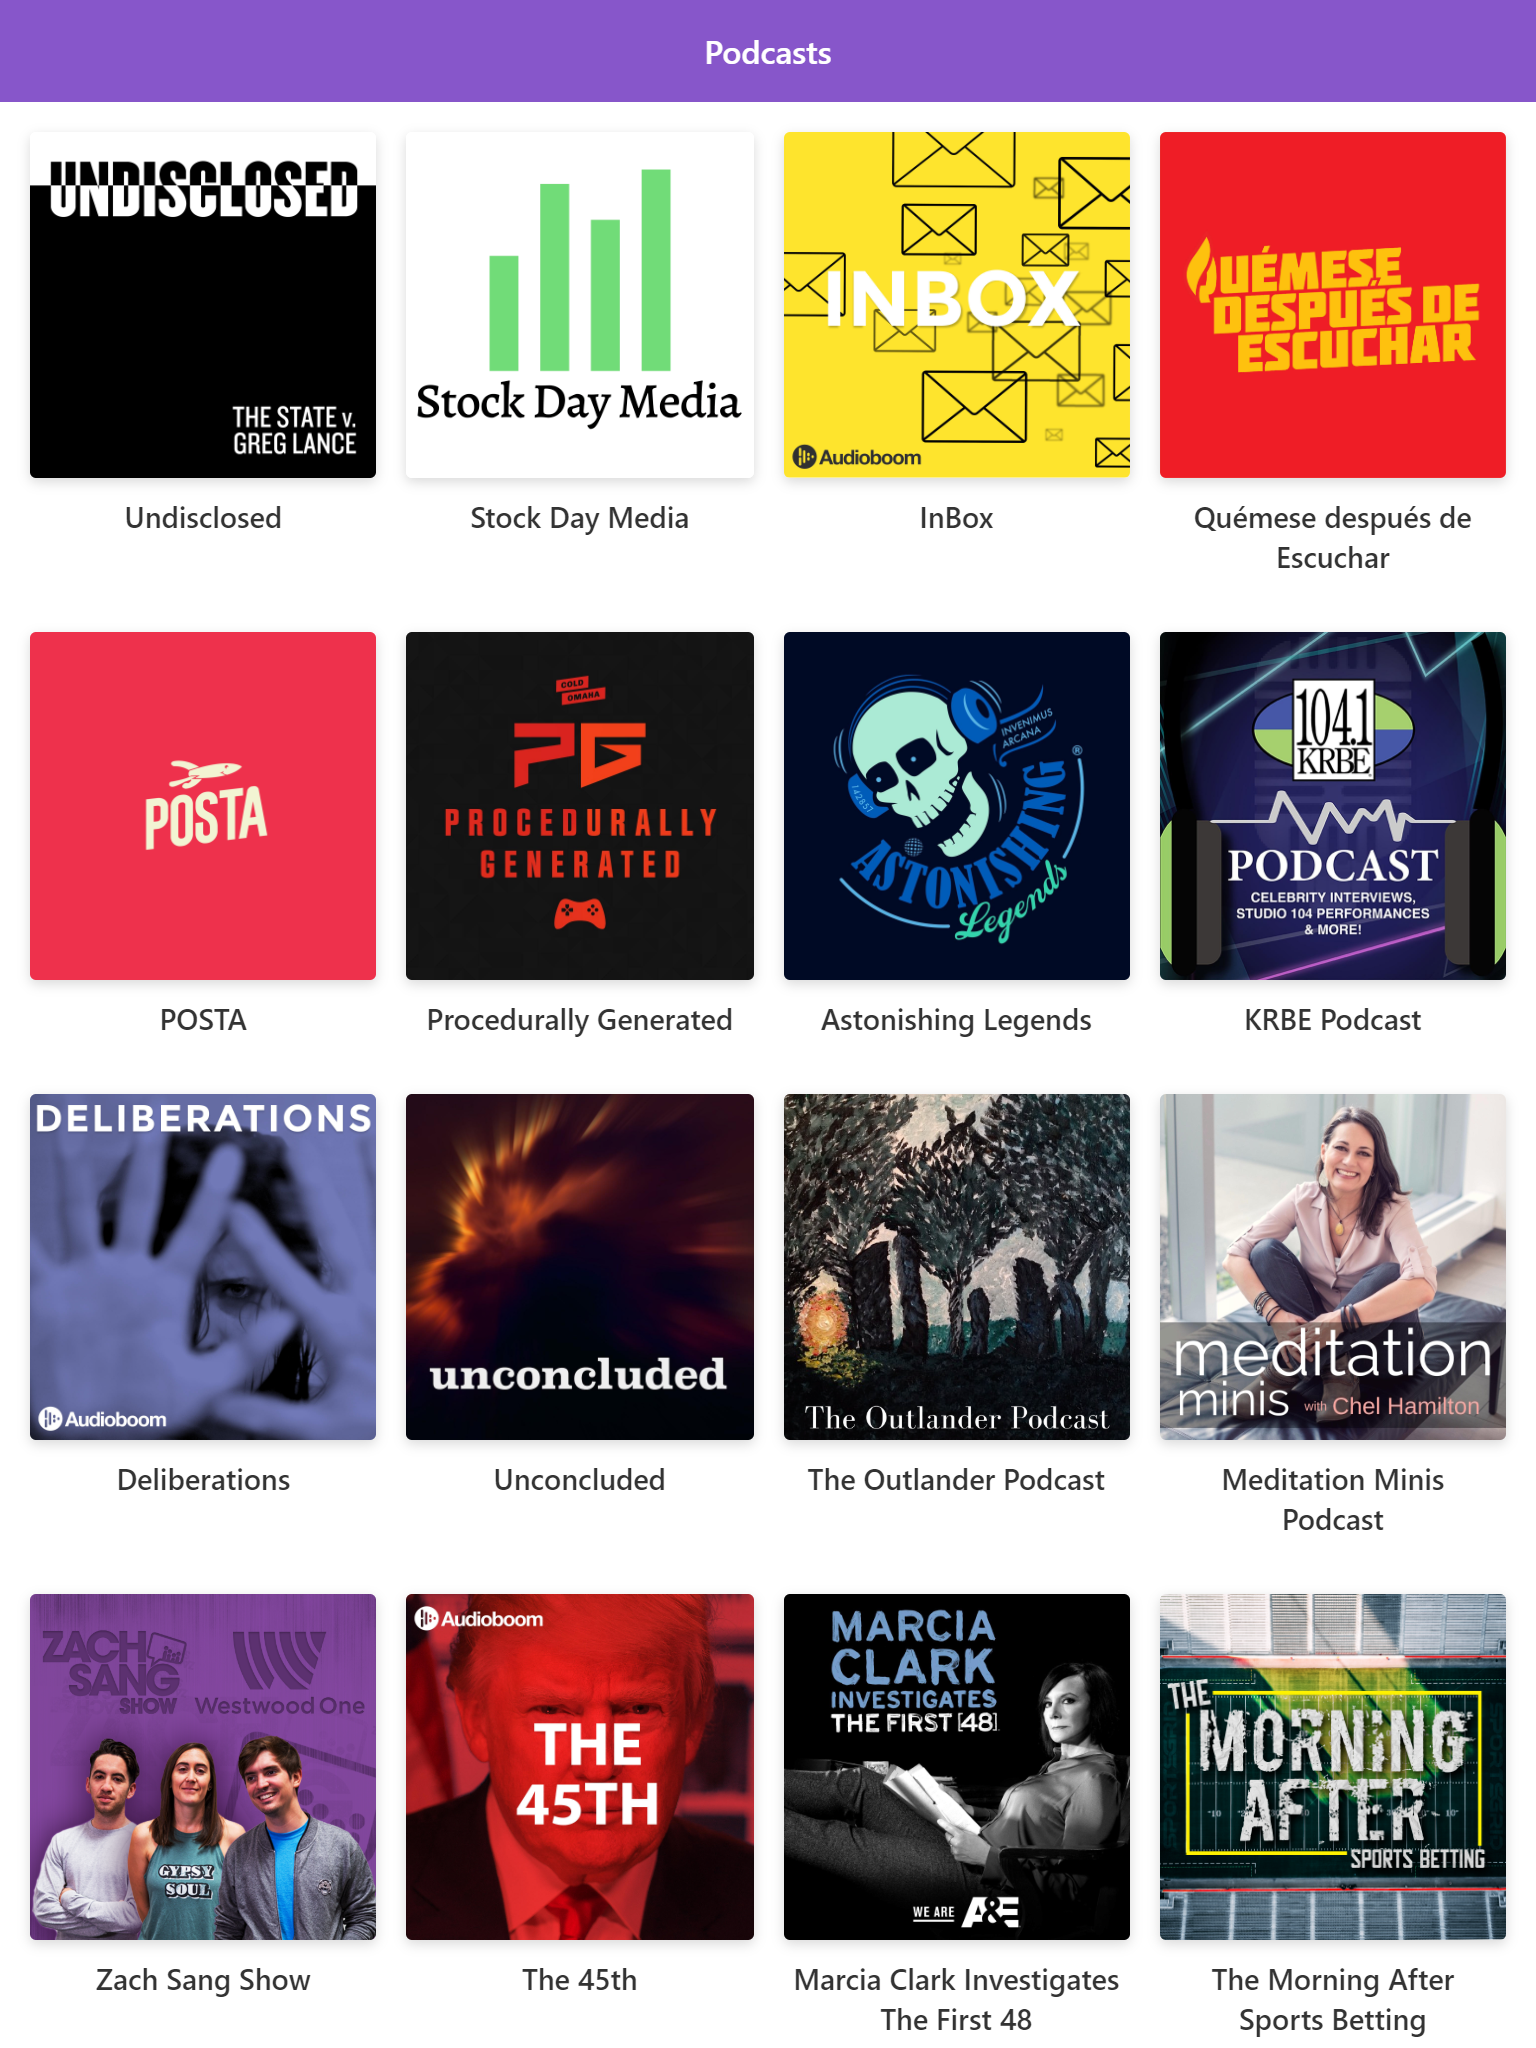 Podcasts
UNDISCLOSED
THE STATE v.
GREG LANCE
Undisclosed
Stock Day Media
Stock Day Media
INBOX
Audioboom
InBox
QUÉMESE
DESPUÉS DE
ESCUCHAR
Quémese después de
Escuchar
POSTA
POSTA
COLD
OMAHA
PG
PROCEDURALLY
GENERATED
Procedurally Generated
INVENIMUS
ARCANA
142857
ASTONISHING
®
Legends
Astonishing Legends
104.1
KRBE
PODCAST
CELEBRITY INTERVIEWS,
STUDIO 104 PERFORMANCES
& MORE!
KRBE Podcast
DELIBERATIONS
Audioboom
Deliberations
unconcluded
Unconcluded
The Outlander Podcast
The Outlander Podcast
meditation
minis with Chel Hamilton
Meditation Minis
Podcast
ZACH
SANG
SHOW
Westwood One
GYPSY
SOUL
Zach Sang Show
Audioboom
THE
45TH
The 45th
MARCIA
CLARK
INVESTIGATES
THE FIRST [48]
WE ARE A&E
Marcia Clark Investigates
The First 48
THE
MORNING
AFTER
SPORTS BETTING
The Morning After
Sports Betting